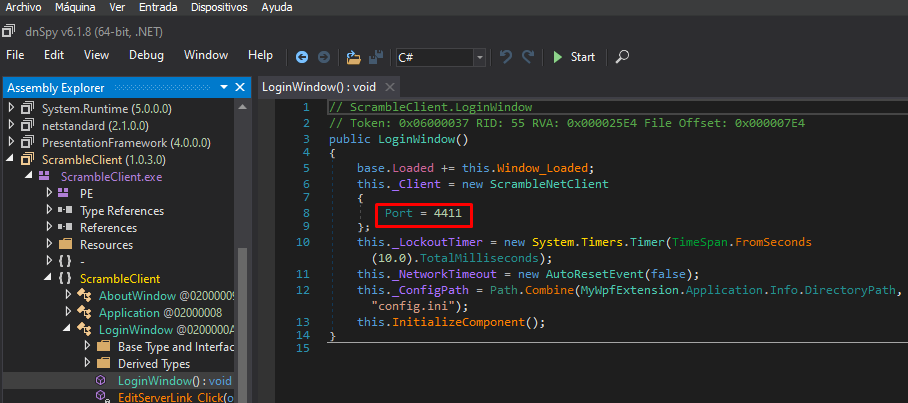 Archivo Máquina Ver Entrada Dispositivos Ayuda
dnSpy v6.1.8 (64-bit, .NET)
File Edit View Debug Window Help C# Start
Assembly Explorer
System.Runtime (5.0.0.0)
netstandard (2.1.0.0)
PresentationFramework (4.0.0.0)
ScrambleClient (1.0.3.0)
ScrambleClient.exe
PE
Type References
References
Resources
{ } -
{ } ScrambleClient
AboutWindow @02000009
Application @02000008
LoginWindow @0200000A
Base Type and Interfac
Derived Types
LoginWindow() : void
EditServerLink_Click(o
LoginWindow() : void
1 // ScrambleClient.LoginWindow
2 // Token: 0x06000037 RID: 55 RVA: 0x000025E4 File Offset: 0x000007E4
3 public LoginWindow()
4 {
5 base.Loaded += this.Window_Loaded;
6 this._Client = new ScrambleNetClient
7 {
8 Port = 4411
9 };
10 this._LockoutTimer = new System.Timers.Timer(TimeSpan.FromSeconds
(10.0).TotalMilliseconds);
11 this._NetworkTimeout = new AutoResetEvent(false);
12 this._ConfigPath = Path.Combine(MyWpfExtension.Application.Info.DirectoryPath,
"config.ini");
13 this.InitializeComponent();
14 }
15